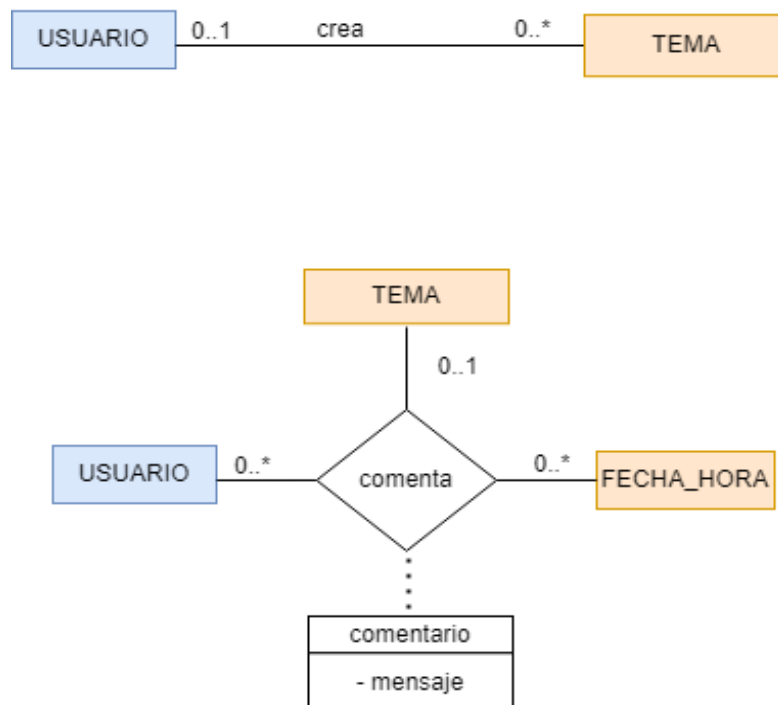 USUARIO
0..1
crea
0..*
TEMA
TEMA
0..1
USUARIO
0..*
comenta
0..*
FECHA_HORA
comentario
- mensaje